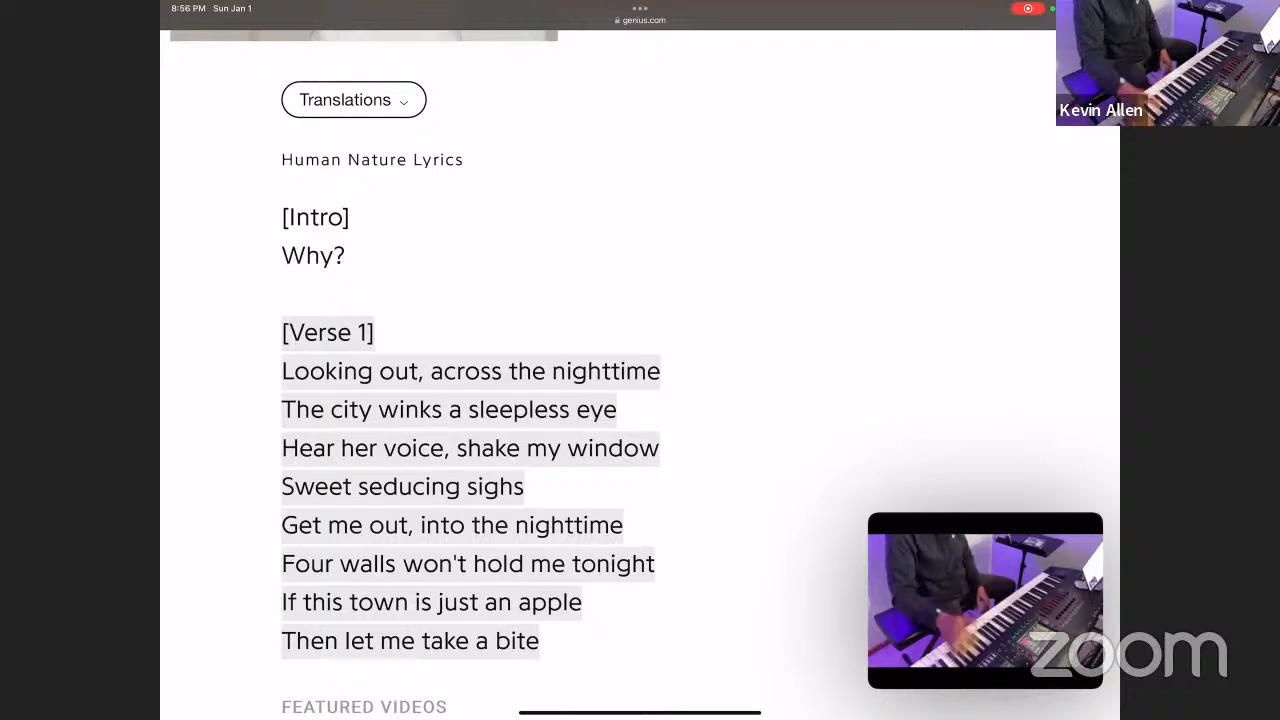 8:56 PM Sun Jan 1
genius.com
Kevin Allen
Translations
Human Nature Lyrics
[Intro]
Why?
[Verse 1]
Looking out, across the nighttime
The city winks a sleepless eye
Hear her voice, shake my window
Sweet seducing sighs
Get me out, into the nighttime
Four walls won't hold me tonight
If this town is just an apple
Then let me take a bite
zoom
FEATURED VIDEOS